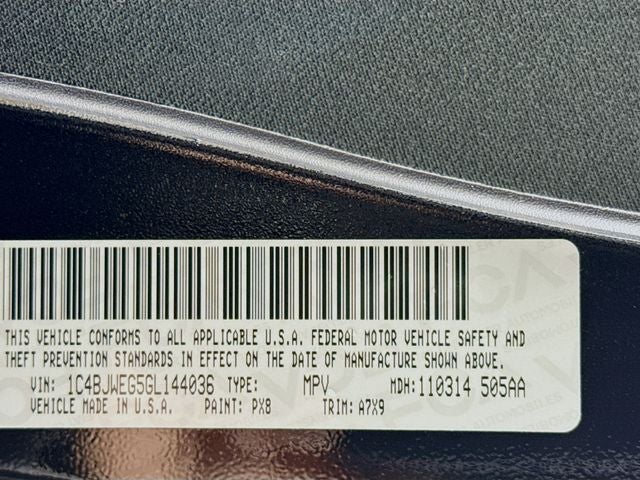 THIS VEHICLE CONFORMS TO ALL APPLICABLE U.S.A. FEDERAL MOTOR VEHICLE SAFETY AND
THEFT PREVENTION STANDARDS IN EFFECT ON THE DATE OF MANUFACTURE SHOWN ABOVE.
VIN: 1C4BJWEG5GL144036 TYPE: MPV MDH:110314 505AA
VEHICLE MADE IN U.S.A. PAINT: PX8 TRIM: A7X9